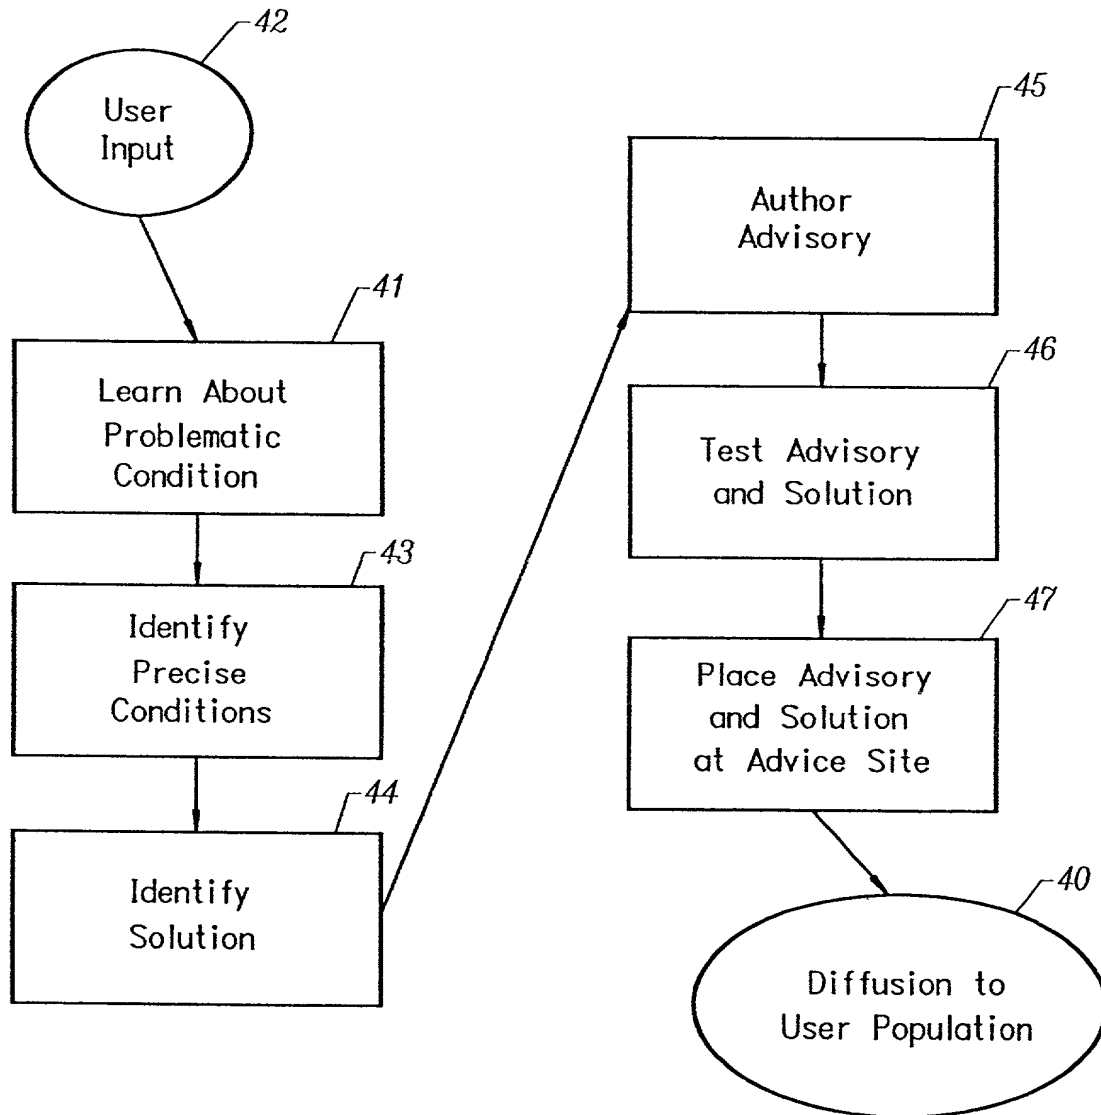 42
User
Input
41
Learn About
Problematic
Condition
43
Identify
Precise
Conditions
44
Identify
Solution
45
Author
Advisory
46
Test Advisory
and Solution
47
Place Advisory
and Solution
at Advice Site
40
Diffusion to
User Population